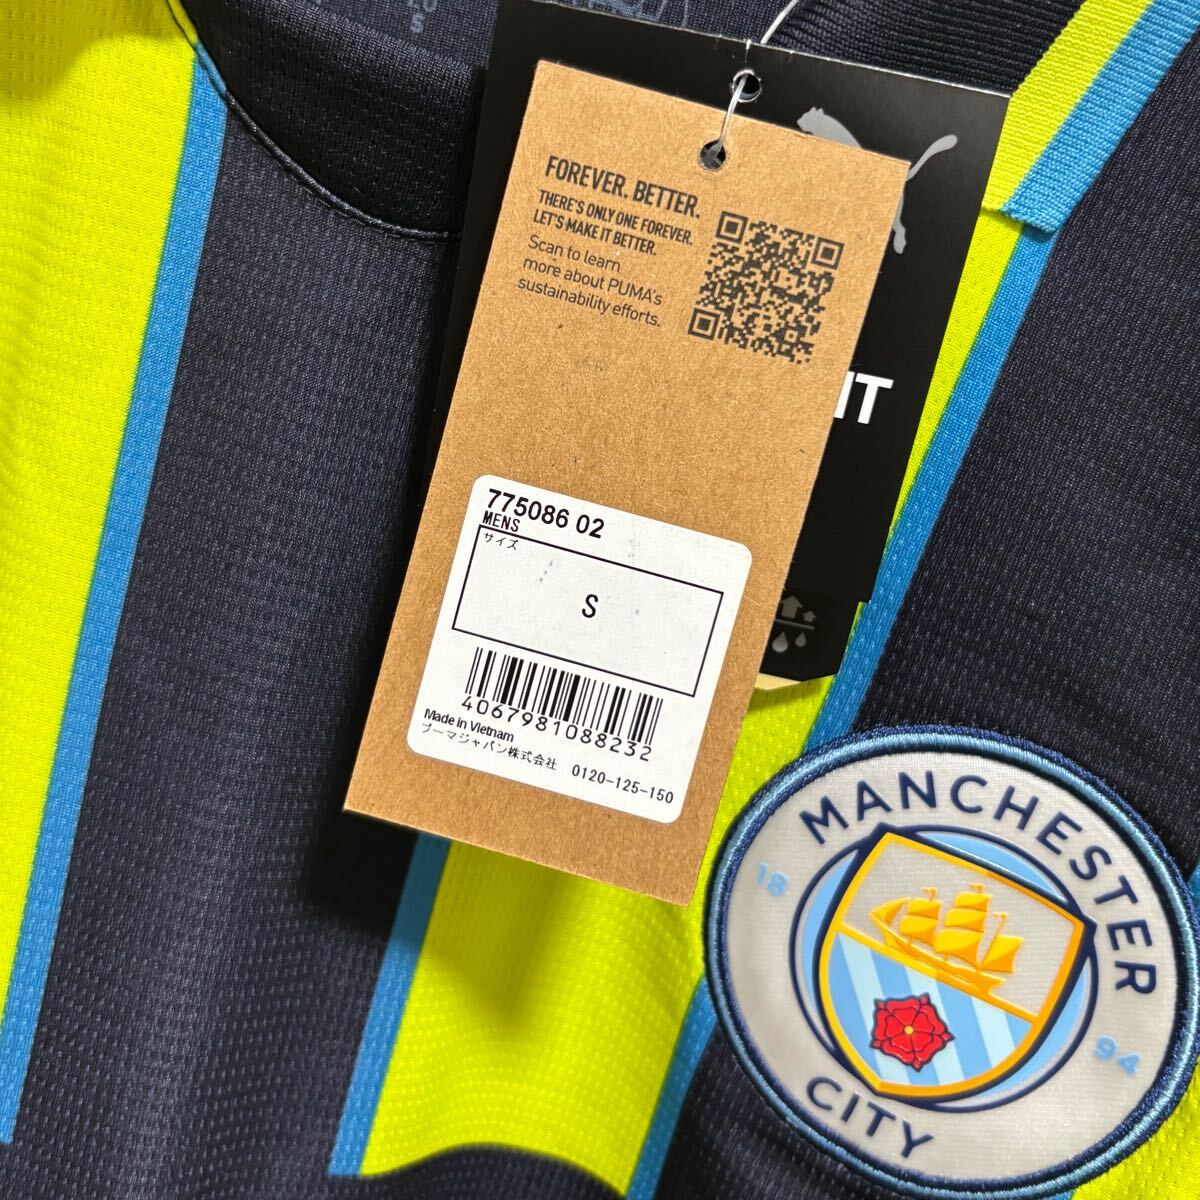 S
FOREVER. BETTER.
THERE'S ONLY ONE FOREVER.
LET'S MAKE IT BETTER.
Scan to learn
more about PUMA's
sustainability efforts.
IT
775086 02
MENS
サイズ
S
4067981088232
Made in Vietnam
プーマジャパン株式会社 0120-125-150
MANCHESTER
18 94
CITY